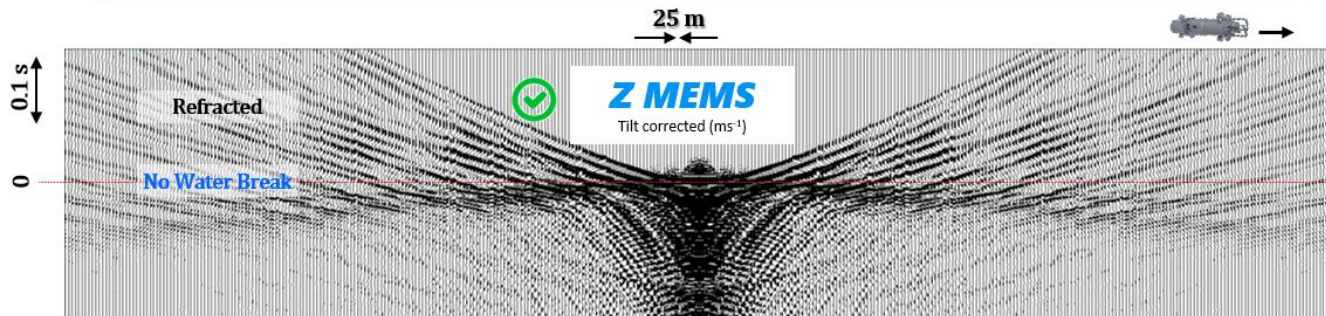 25 m
0.1 s
Refracted
Z MEMS
Tilt corrected (ms⁻¹)
0
No Water Break